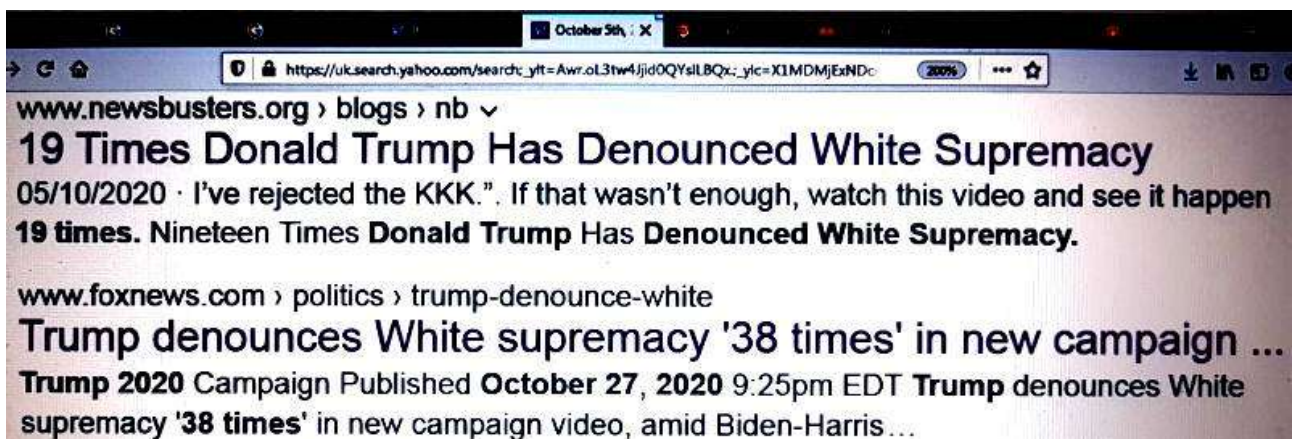 October 5th,
https://uk.search.yahoo.com/search;_ylt=Awr.oL3tw4Jjid0QYslLBQx.;_ylc=X1MDMjExNDc
200%
www.newsbusters.org › blogs › nb
19 Times Donald Trump Has Denounced White Supremacy
05/10/2020 · I've rejected the KKK.”. If that wasn't enough, watch this video and see it happen
19 times. Nineteen Times Donald Trump Has Denounced White Supremacy.
www.foxnews.com › politics › trump-denounce-white
Trump denounces White supremacy '38 times' in new campaign ...
Trump 2020 Campaign Published October 27, 2020 9:25pm EDT Trump denounces White
supremacy '38 times' in new campaign video, amid Biden-Harris...